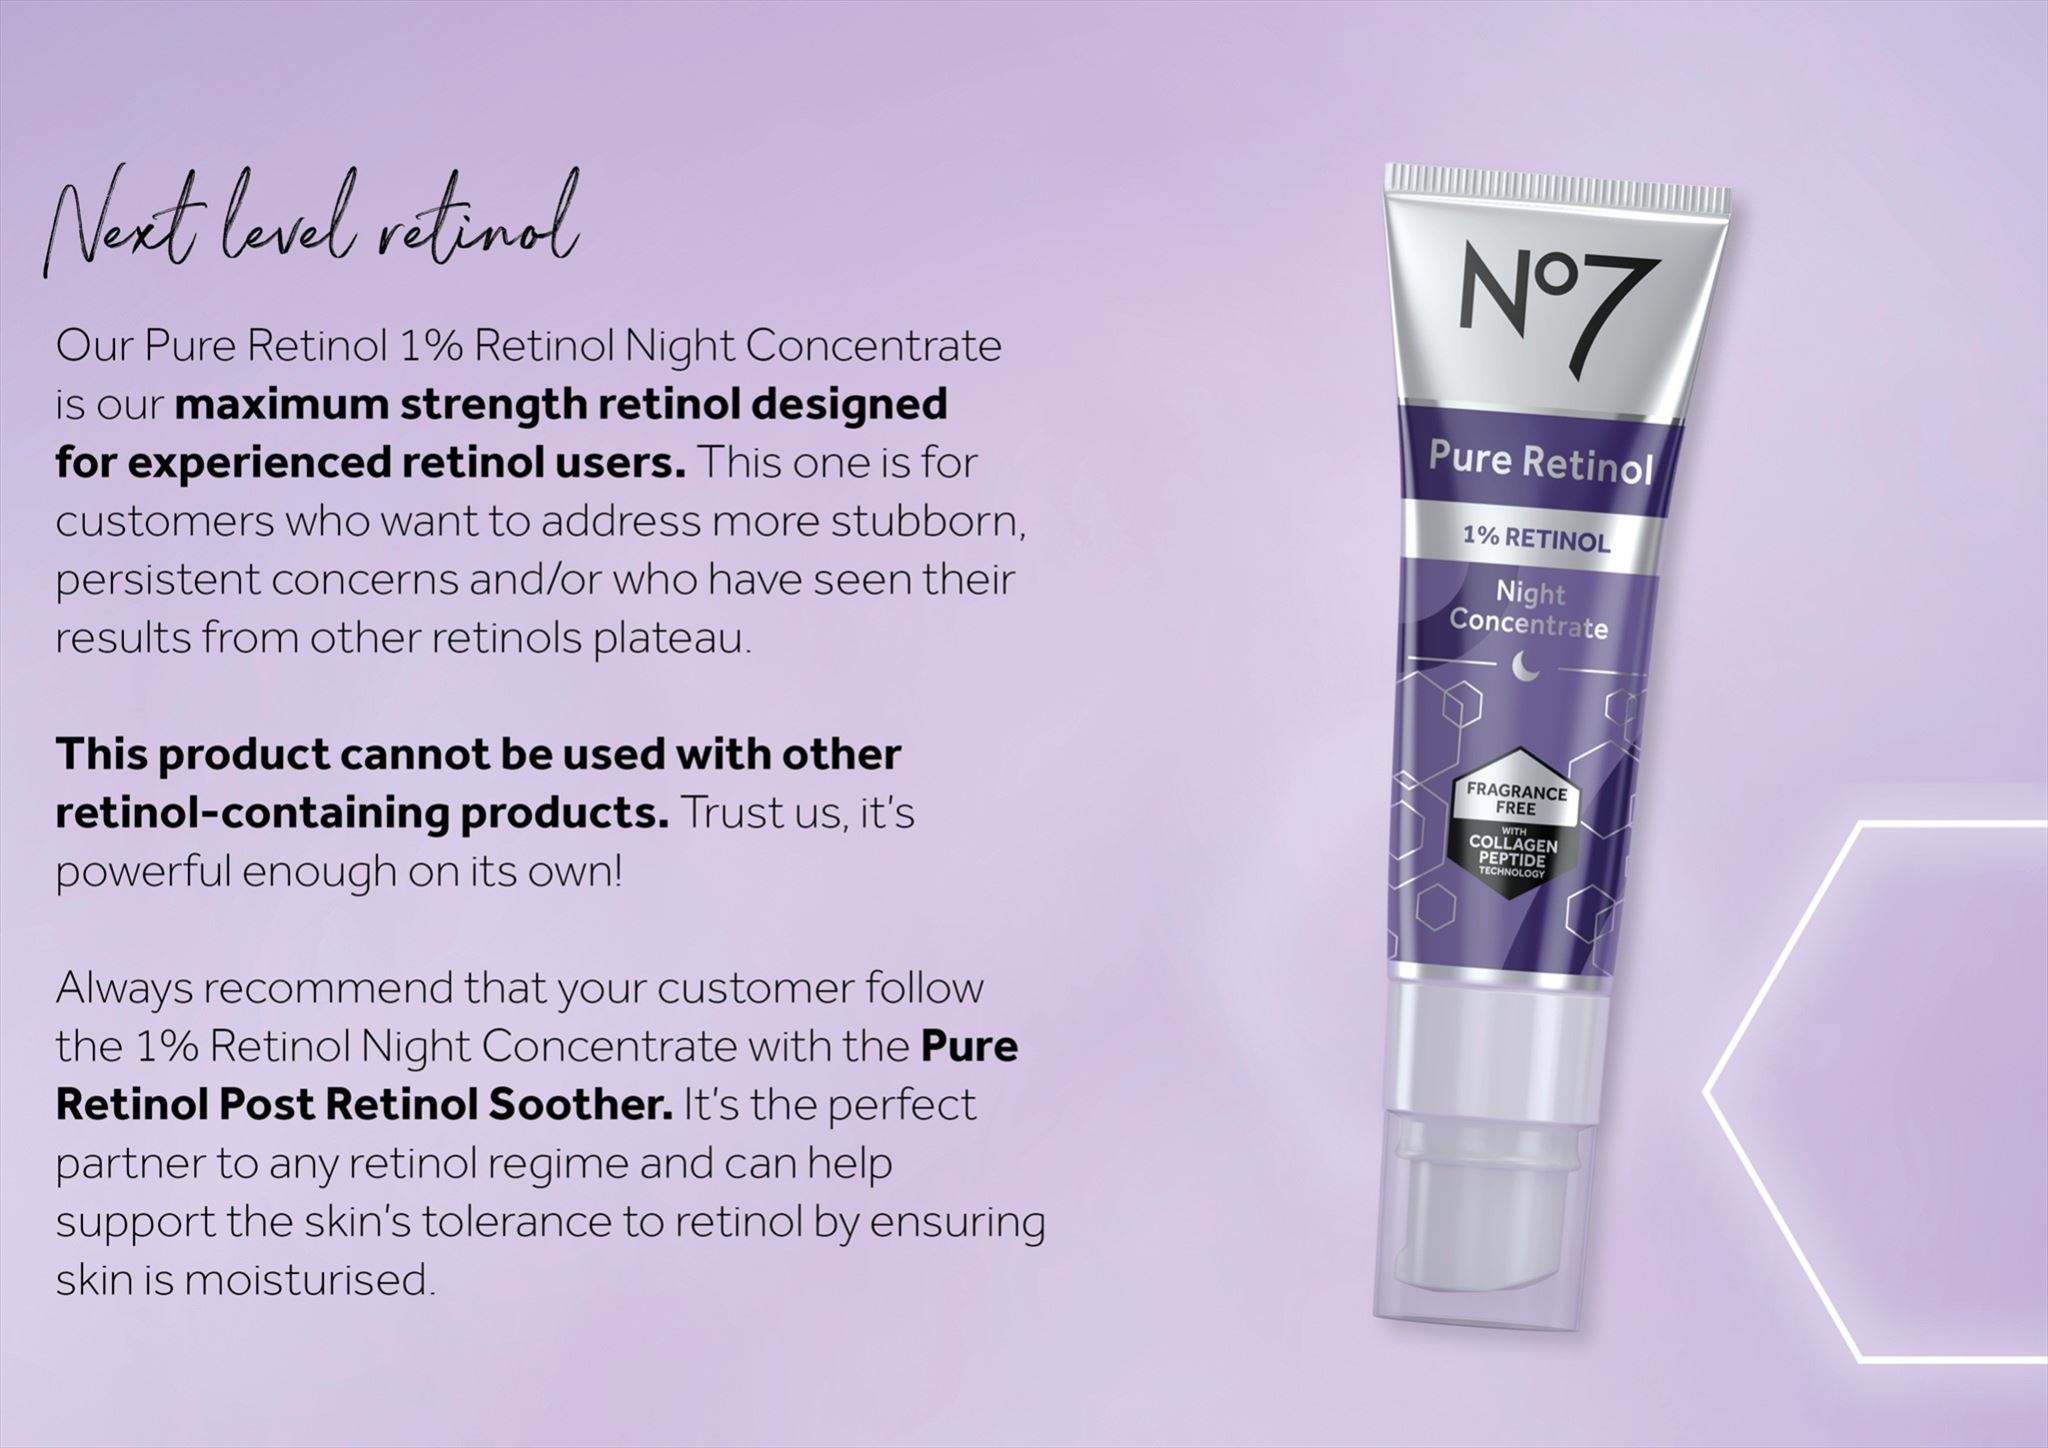 Next level retinol
Our Pure Retinol 1% Retinol Night Concentrate
is our maximum strength retinol designed
for experienced retinol users. This one is for
customers who want to address more stubborn,
persistent concerns and/or who have seen their
results from other retinols plateau.
This product cannot be used with other
retinol-containing products. Trust us, it's
powerful enough on its own!
Always recommend that your customer follow
the 1% Retinol Night Concentrate with the Pure
Retinol Post Retinol Soother. It's the perfect
partner to any retinol regime and can help
support the skin's tolerance to retinol by ensuring
skin is moisturised.
Nº7
Pure Retinol
1% RETINOL
Night
Concentrate
FRAGRANCE
FREE
WITH
COLLAGEN
PEPTIDE
TECHNOLOGY